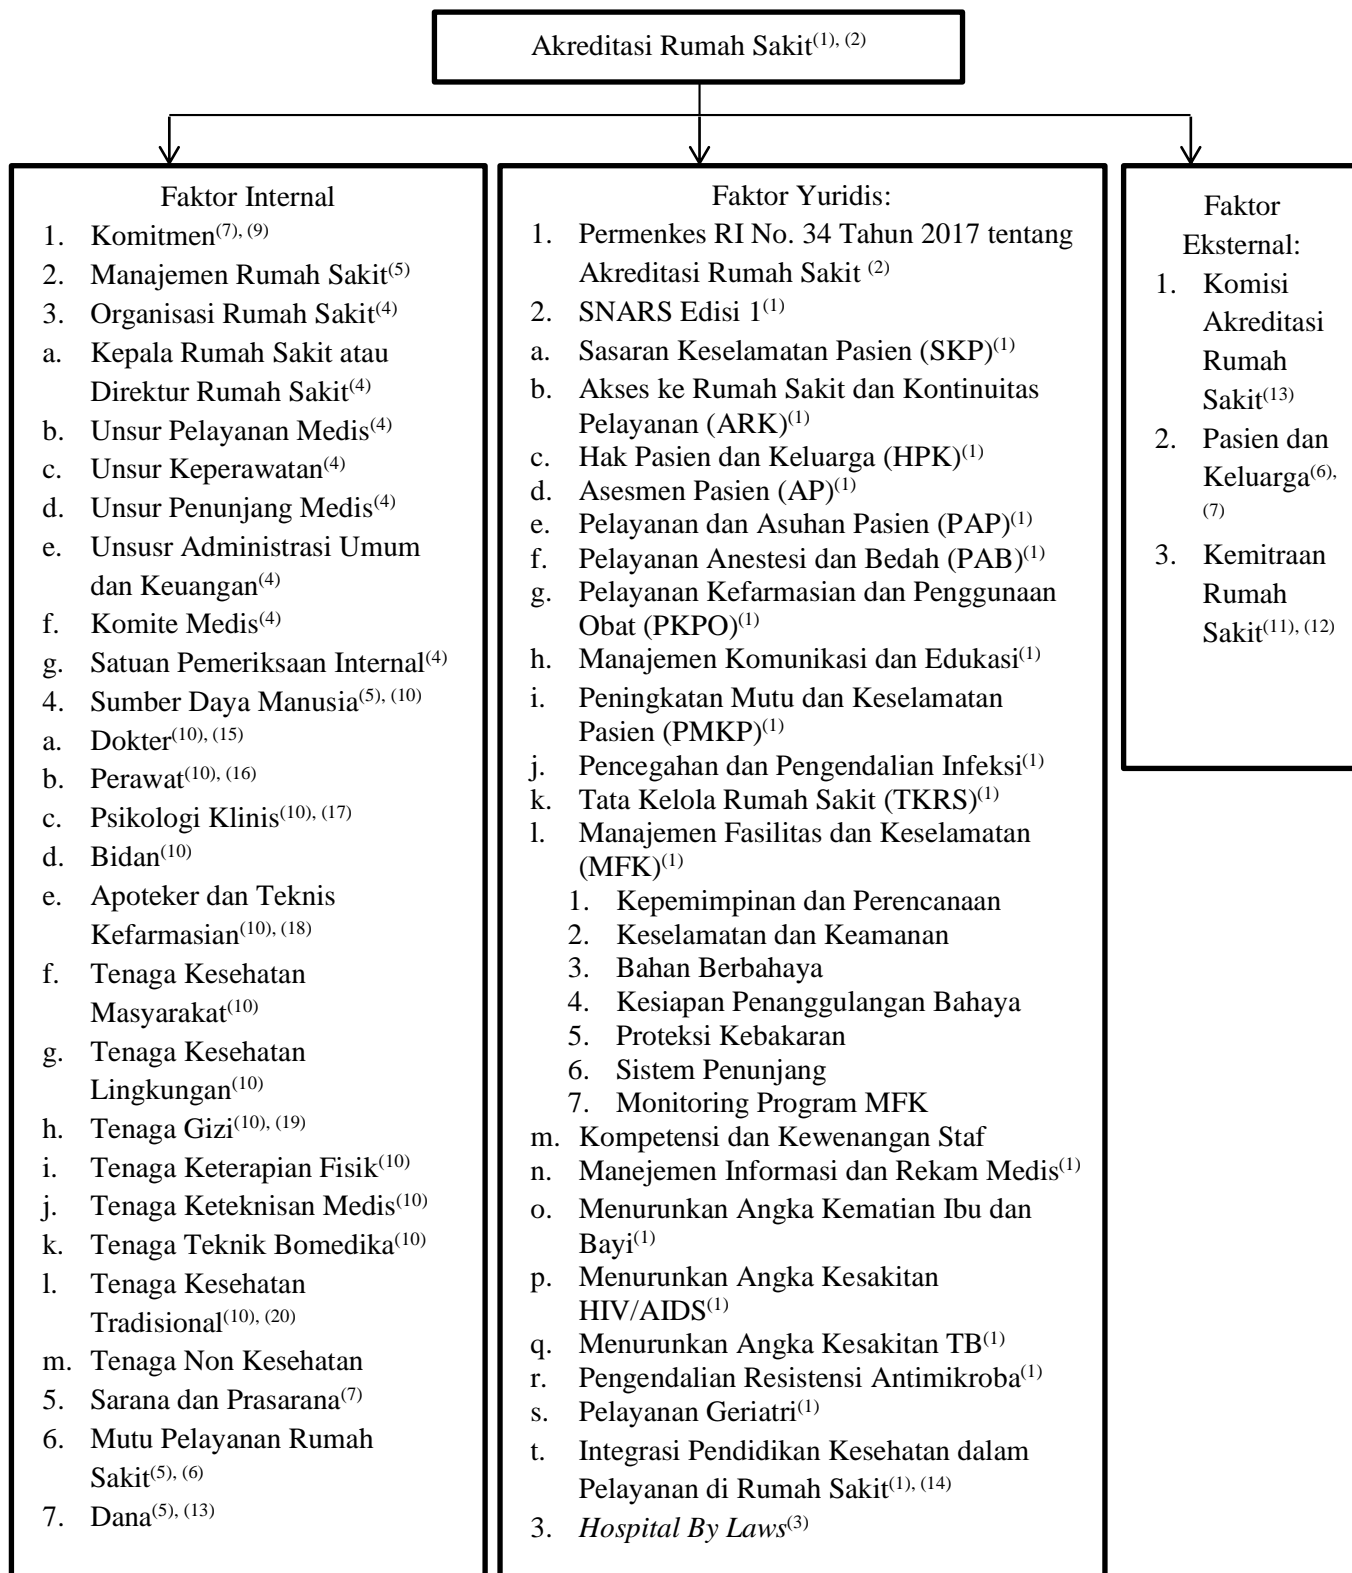 Akreditasi Rumah Sakit(1), (2)
Faktor Internal
1. Komitmen(7), (9)
2. Manajemen Rumah Sakit(5)
3. Organisasi Rumah Sakit(4)
a. Kepala Rumah Sakit atau
Direktur Rumah Sakit(4)
b. Unsur Pelayanan Medis(4)
c. Unsur Keperawatan(4)
d. Unsur Penunjang Medis(4)
e. Unsusr Administrasi Umum
dan Keuangan(4)
f. Komite Medis(4)
g. Satuan Pemeriksaan Internal(4)
4. Sumber Daya Manusia(5), (10)
a. Dokter(10), (15)
b. Perawat(10), (16)
c. Psikologi Klinis(10), (17)
d. Bidan(10)
e. Apoteker dan Teknis
Kefarmasian(10), (18)
f. Tenaga Kesehatan
Masyarakat(10)
g. Tenaga Kesehatan
Lingkungan(10)
h. Tenaga Gizi(10), (19)
i. Tenaga Keterapian Fisik(10)
j. Tenaga Keteknisan Medis(10)
k. Tenaga Teknik Bomedika(10)
l. Tenaga Kesehatan
Tradisional(10), (20)
m. Tenaga Non Kesehatan
5. Sarana dan Prasarana(7)
6. Mutu Pelayanan Rumah
Sakit(5), (6)
7. Dana(5), (13)
Faktor Yuridis:
1. Permenkes RI No. 34 Tahun 2017 tentang
Akreditasi Rumah Sakit (2)
2. SNARS Edisi 1(1)
a. Sasaran Keselamatan Pasien (SKP)(1)
b. Akses ke Rumah Sakit dan Kontinuitas
Pelayanan (ARK)(1)
c. Hak Pasien dan Keluarga (HPK)(1)
d. Asesmen Pasien (AP)(1)
e. Pelayanan dan Asuhan Pasien (PAP)(1)
f. Pelayanan Anestesi dan Bedah (PAB)(1)
g. Pelayanan Kefarmasian dan Penggunaan
Obat (PKPO)(1)
h. Manajemen Komunikasi dan Edukasi(1)
i. Peningkatan Mutu dan Keselamatan
Pasien (PMKP)(1)
j. Pencegahan dan Pengendalian Infeksi(1)
k. Tata Kelola Rumah Sakit (TKRS)(1)
l. Manajemen Fasilitas dan Keselamatan
(MFK)(1)
1. Kepemimpinan dan Perencanaan
2. Keselamatan dan Keamanan
3. Bahan Berbahaya
4. Kesiapan Penanggulangan Bahaya
5. Proteksi Kebakaran
6. Sistem Penunjang
7. Monitoring Program MFK
m. Kompetensi dan Kewenangan Staf
n. Manejemen Informasi dan Rekam Medis(1)
o. Menurunkan Angka Kematian Ibu dan
Bayi(1)
p. Menurunkan Angka Kesakitan
HIV/AIDS(1)
q. Menurunkan Angka Kesakitan TB(1)
r. Pengendalian Resistensi Antimikroba(1)
s. Pelayanan Geriatri(1)
t. Integrasi Pendidikan Kesehatan dalam
Pelayanan di Rumah Sakit(1), (14)
3. Hospital By Laws(3)
Faktor
Eksternal:
1. Komisi
Akreditasi
Rumah
Sakit(13)
2. Pasien dan
Keluarga(6),
(7)
3. Kemitraan
Rumah
Sakit(11), (12)